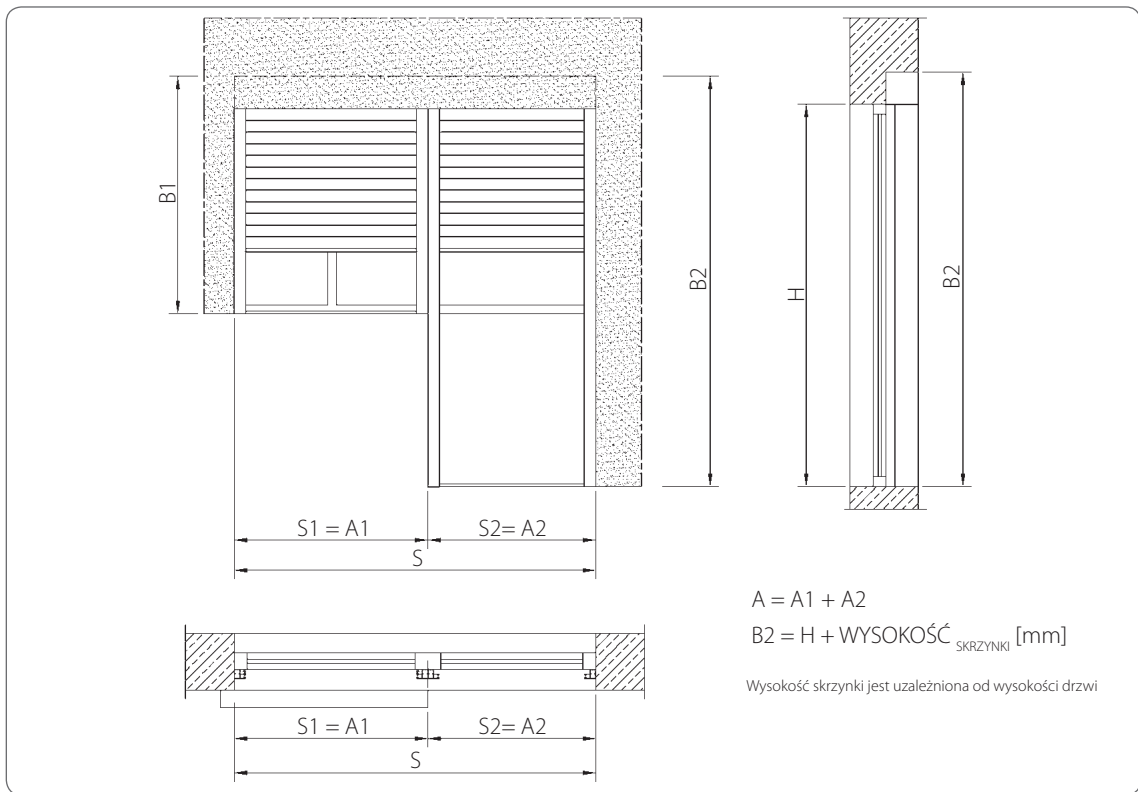 B1
B2
H
B2
S1 = A1
S2= A2
S
A = A1 + A2
B2 = H + WYSOKOŚĆ SKRZYNKI [mm]
Wysokość skrzynki jest uzależniona od wysokości drzwi
S1 = A1
S2= A2
S